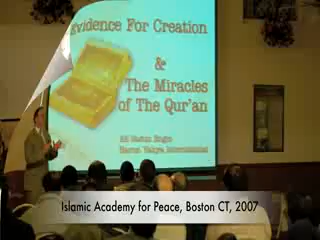 Evidence For Creation
&
The Miracles
of The Qur'an
Islamic Academy for Peace, Boston CT, 2007